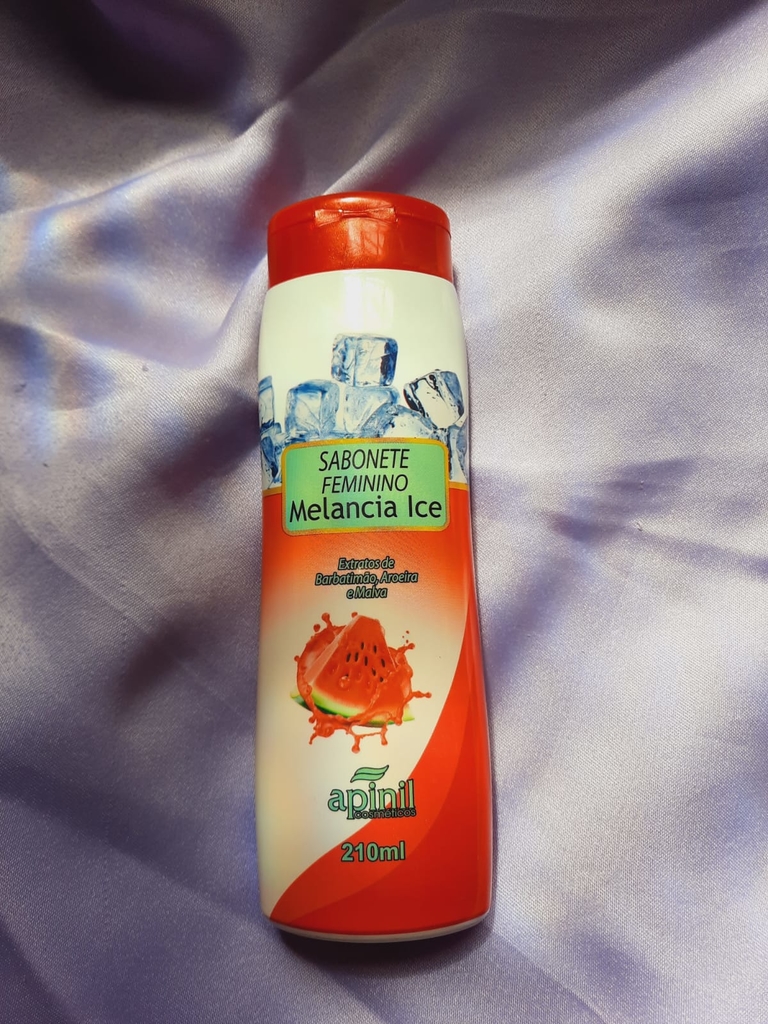 SABONETE
FEMININO
Melancia Ice
Extratos de
Barbatimão, Aroeira
e Malva
apinil
cosméticos
210ml